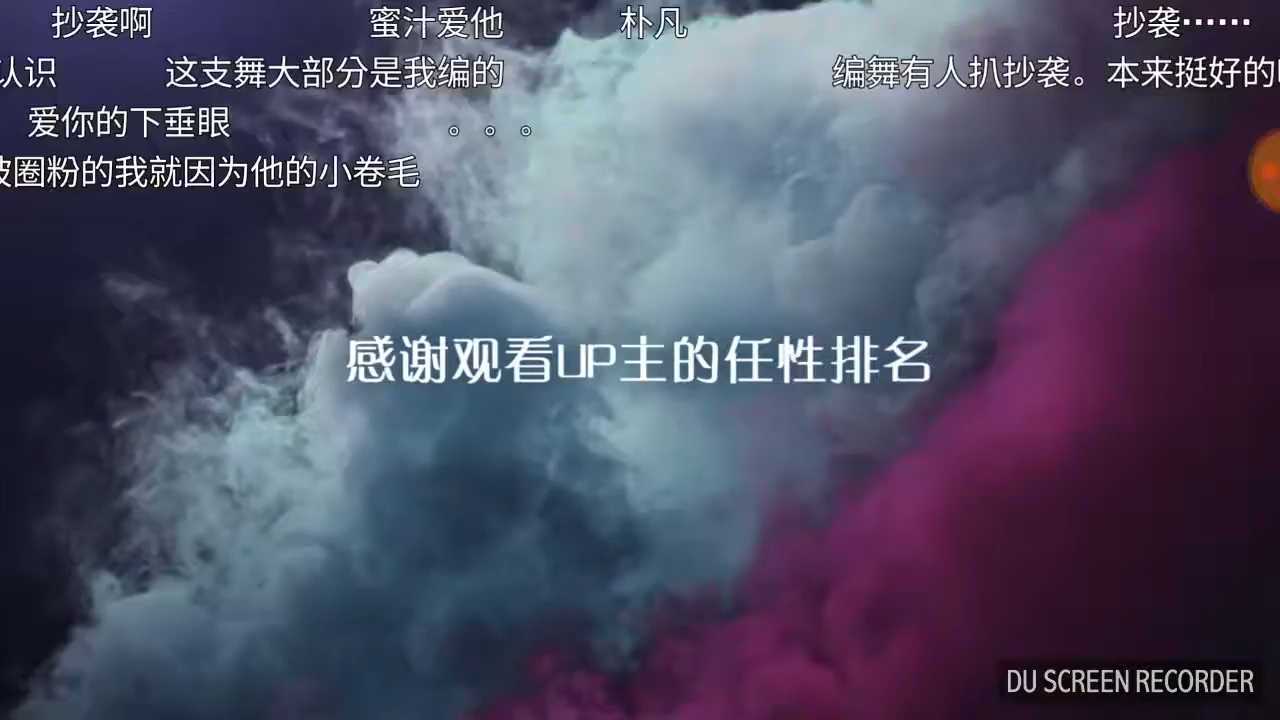 抄袭啊 蜜汁爱他 朴凡 抄袭……
认识 这支舞大部分是我编的 编舞有人扒抄袭。本来挺好的
爱你的下垂眼 。。。
被圈粉的我就因为他的小卷毛
感谢观看UP主的任性排名
DU SCREEN RECORDER